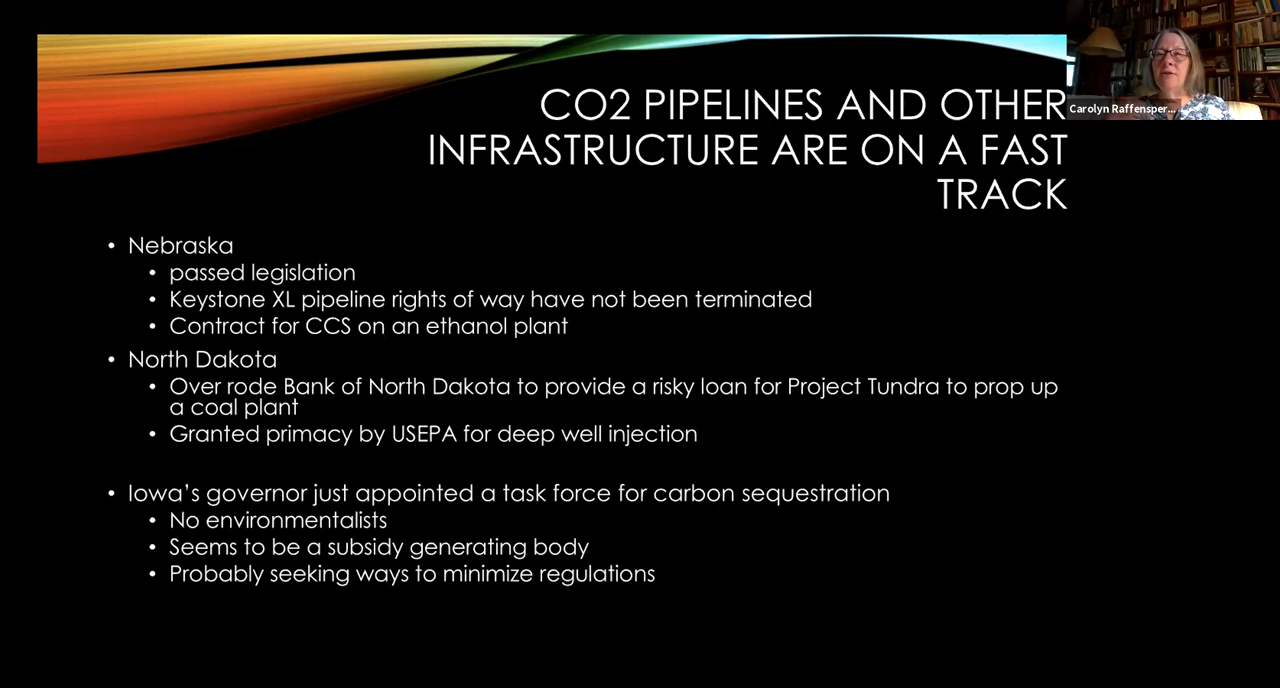 CO2 PIPELINES AND OTHER
INFRASTRUCTURE ARE ON A FAST
TRACK
Carolyn Raffensper...
• Nebraska
• passed legislation
• Keystone XL pipeline rights of way have not been terminated
• Contract for CCS on an ethanol plant
• North Dakota
• Over rode Bank of North Dakota to provide a risky loan for Project Tundra to prop up
a coal plant
• Granted primacy by USEPA for deep well injection
• Iowa’s governor just appointed a task force for carbon sequestration
• No environmentalists
• Seems to be a subsidy generating body
• Probably seeking ways to minimize regulations